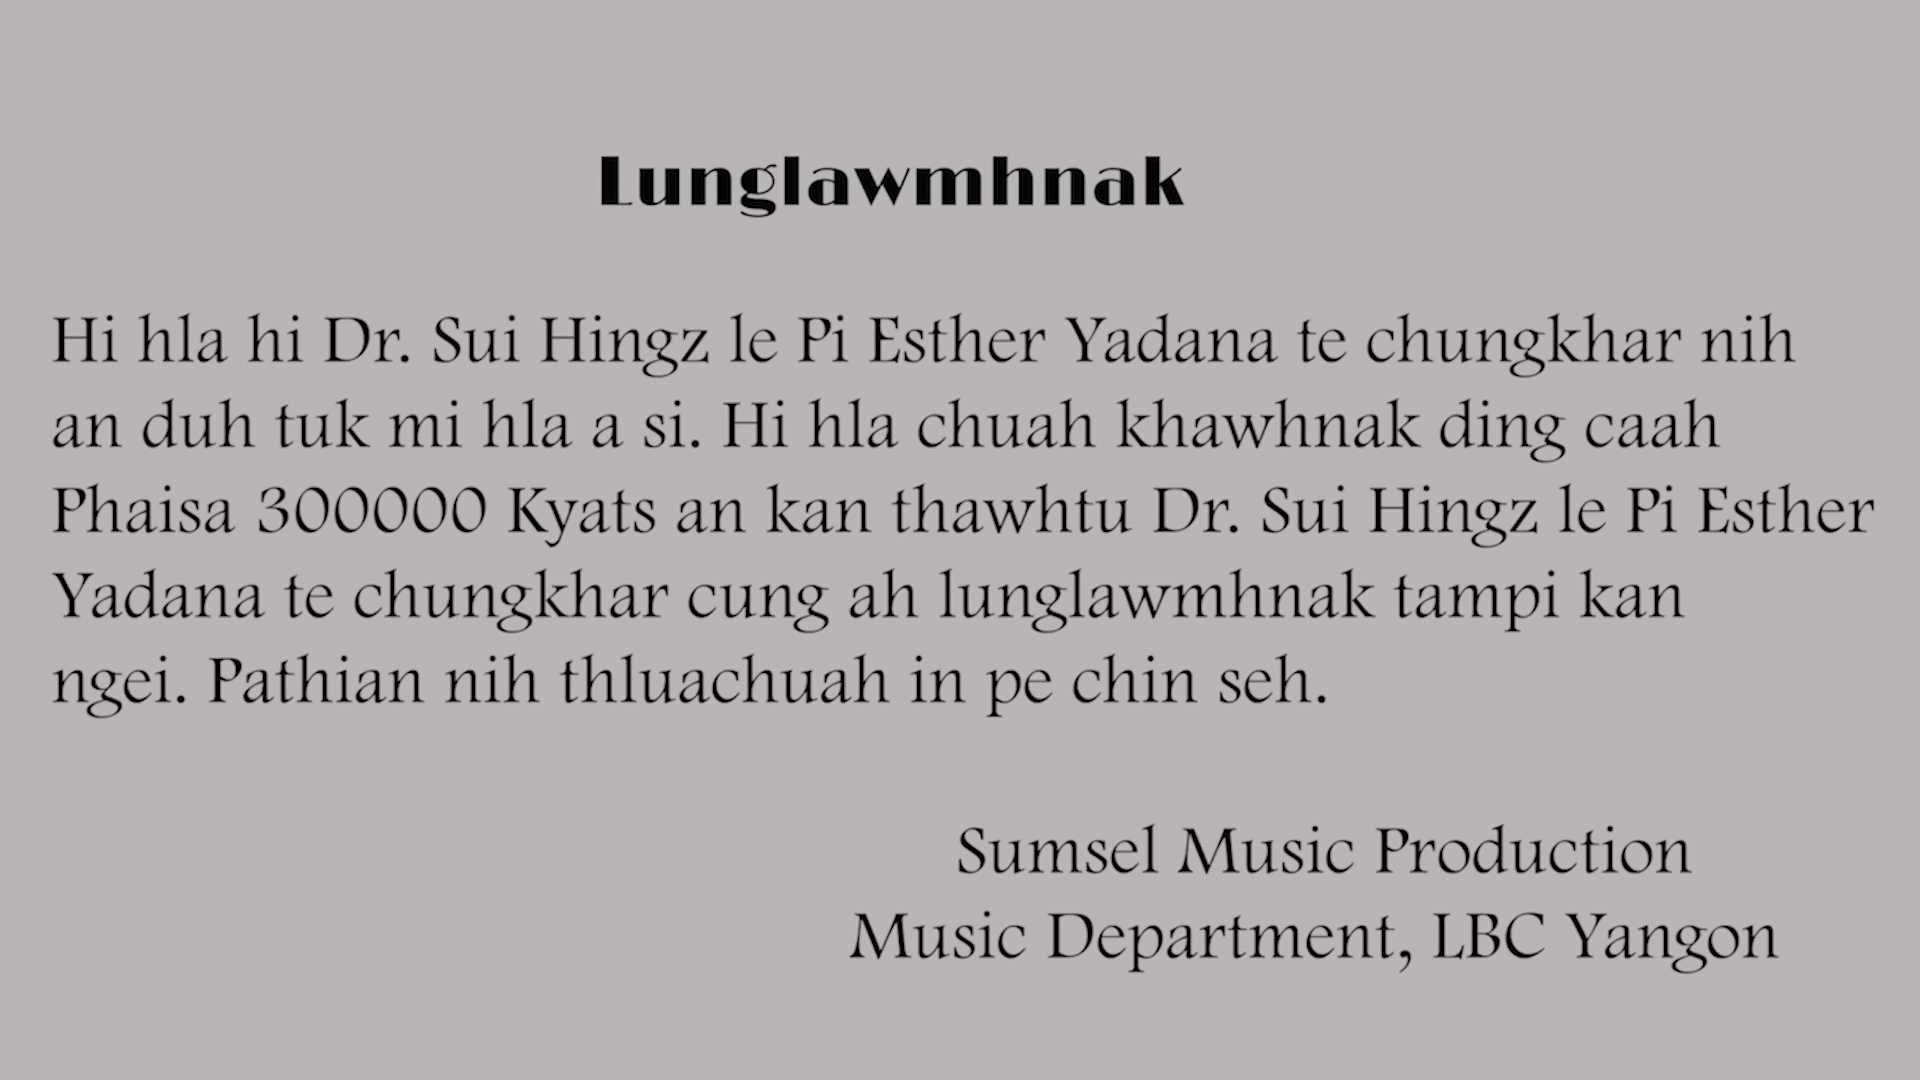 Lunglawmhnak
Hi hla hi Dr. Sui Hingz le Pi Esther Yadana te chungkhar nih
an duh tuk mi hla a si. Hi hla chuah khawhnak ding caah
Phaisa 300000 Kyats an kan thawhtu Dr. Sui Hingz le Pi Esther
Yadana te chungkhar cung ah lunglawmhnak tampi kan
ngei. Pathian nih thluachuah in pe chin seh.
Sumsel Music Production
Music Department, LBC Yangon